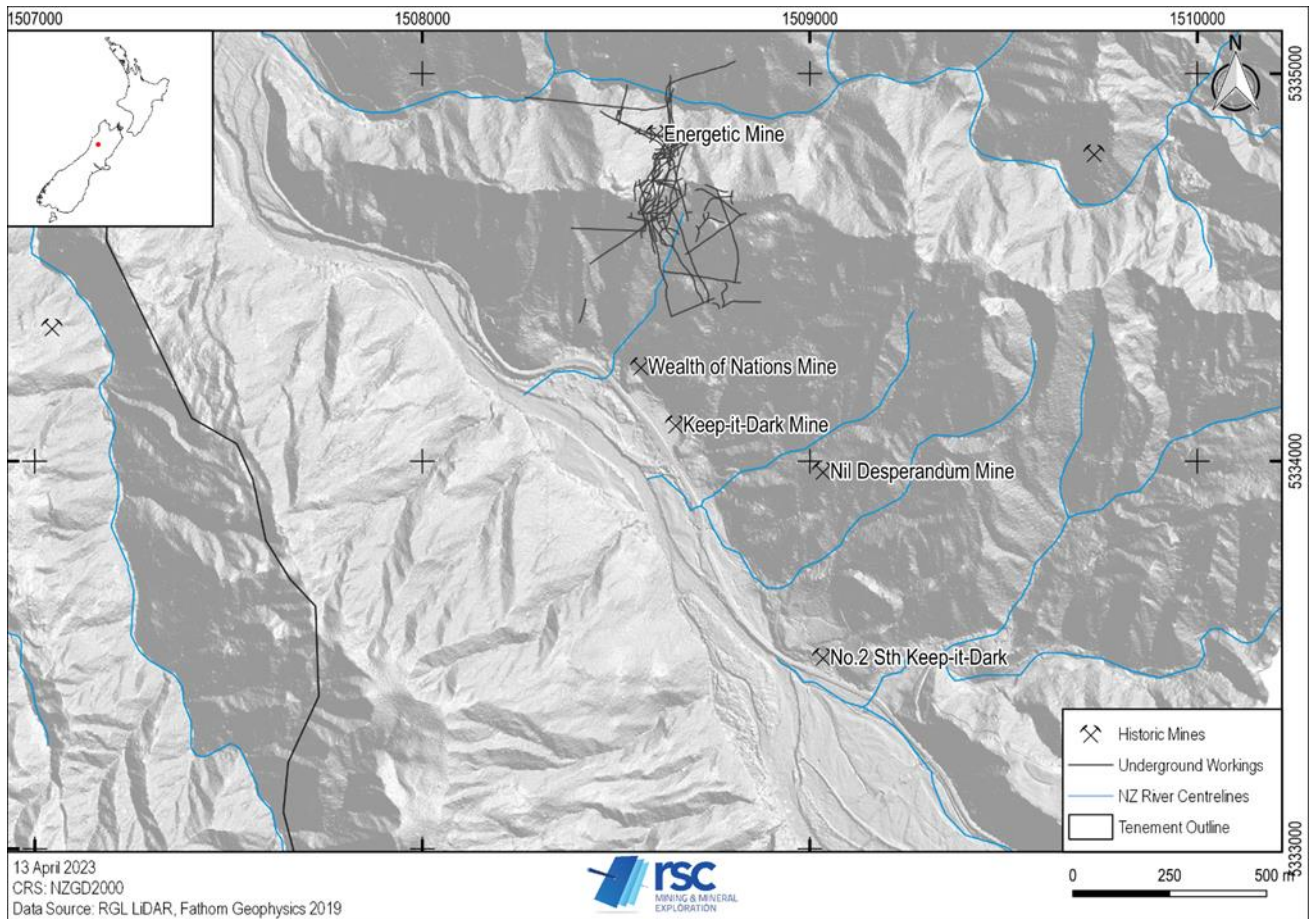 1507000
1508000
1509000
1510000
N
5335000
Energetic Mine
Wealth of Nations Mine
Keep-it-Dark Mine
5334000
Nil Desperandum Mine
No.2 Sth Keep-it-Dark
Historic Mines
Underground Workings
NZ River Centrelines
Tenement Outline
5333000
13 April 2023
CRS: NZGD2000
Data Source: RGL LiDAR, Fathom Geophysics 2019
rsc
MINING & MINERAL
EXPLORATION
0 250 500 m